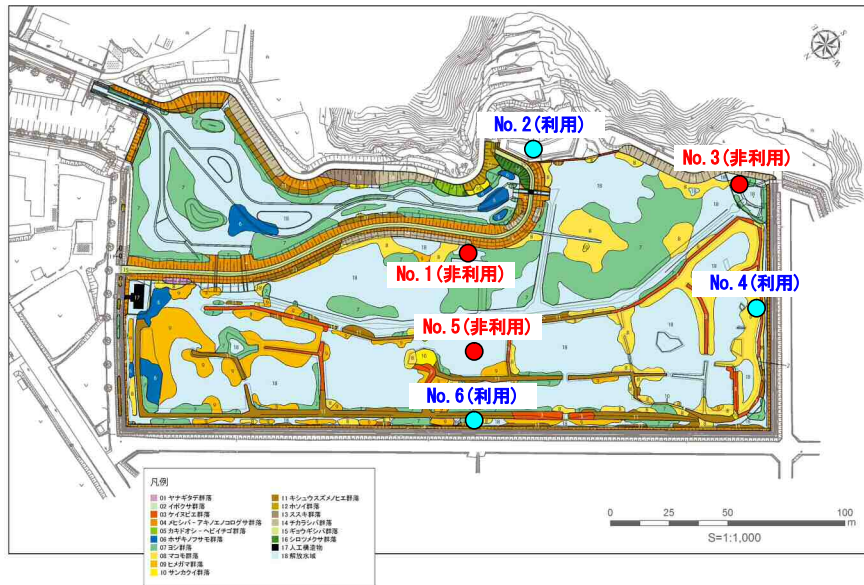 No.2(利用)
No.3(非利用)
No.1(非利用)
No.4(利用)
No.5(非利用)
No.6(利用)
凡例
01 ヤナギタデ群落
02 イボクサ群落
03 ケイヌビエ群落
04 メヒシバ－アキノエノコログサ群落
05 カキドオシ－ヘビイチゴ群落
06 ホザキノフサモ群落
07 ヨシ群落
08 マコモ群落
09 ヒメガマ群落
10 サンカクイ群落
11 キシュウスズメノヒエ群落
12 ホソイ群落
13 ススキ群落
14 チカラシバ群落
15 ギョウギシバ群落
16 シロツメクサ群落
17 人工構造物
18 解放水域
0 10 50 100
m
S=1:1,000